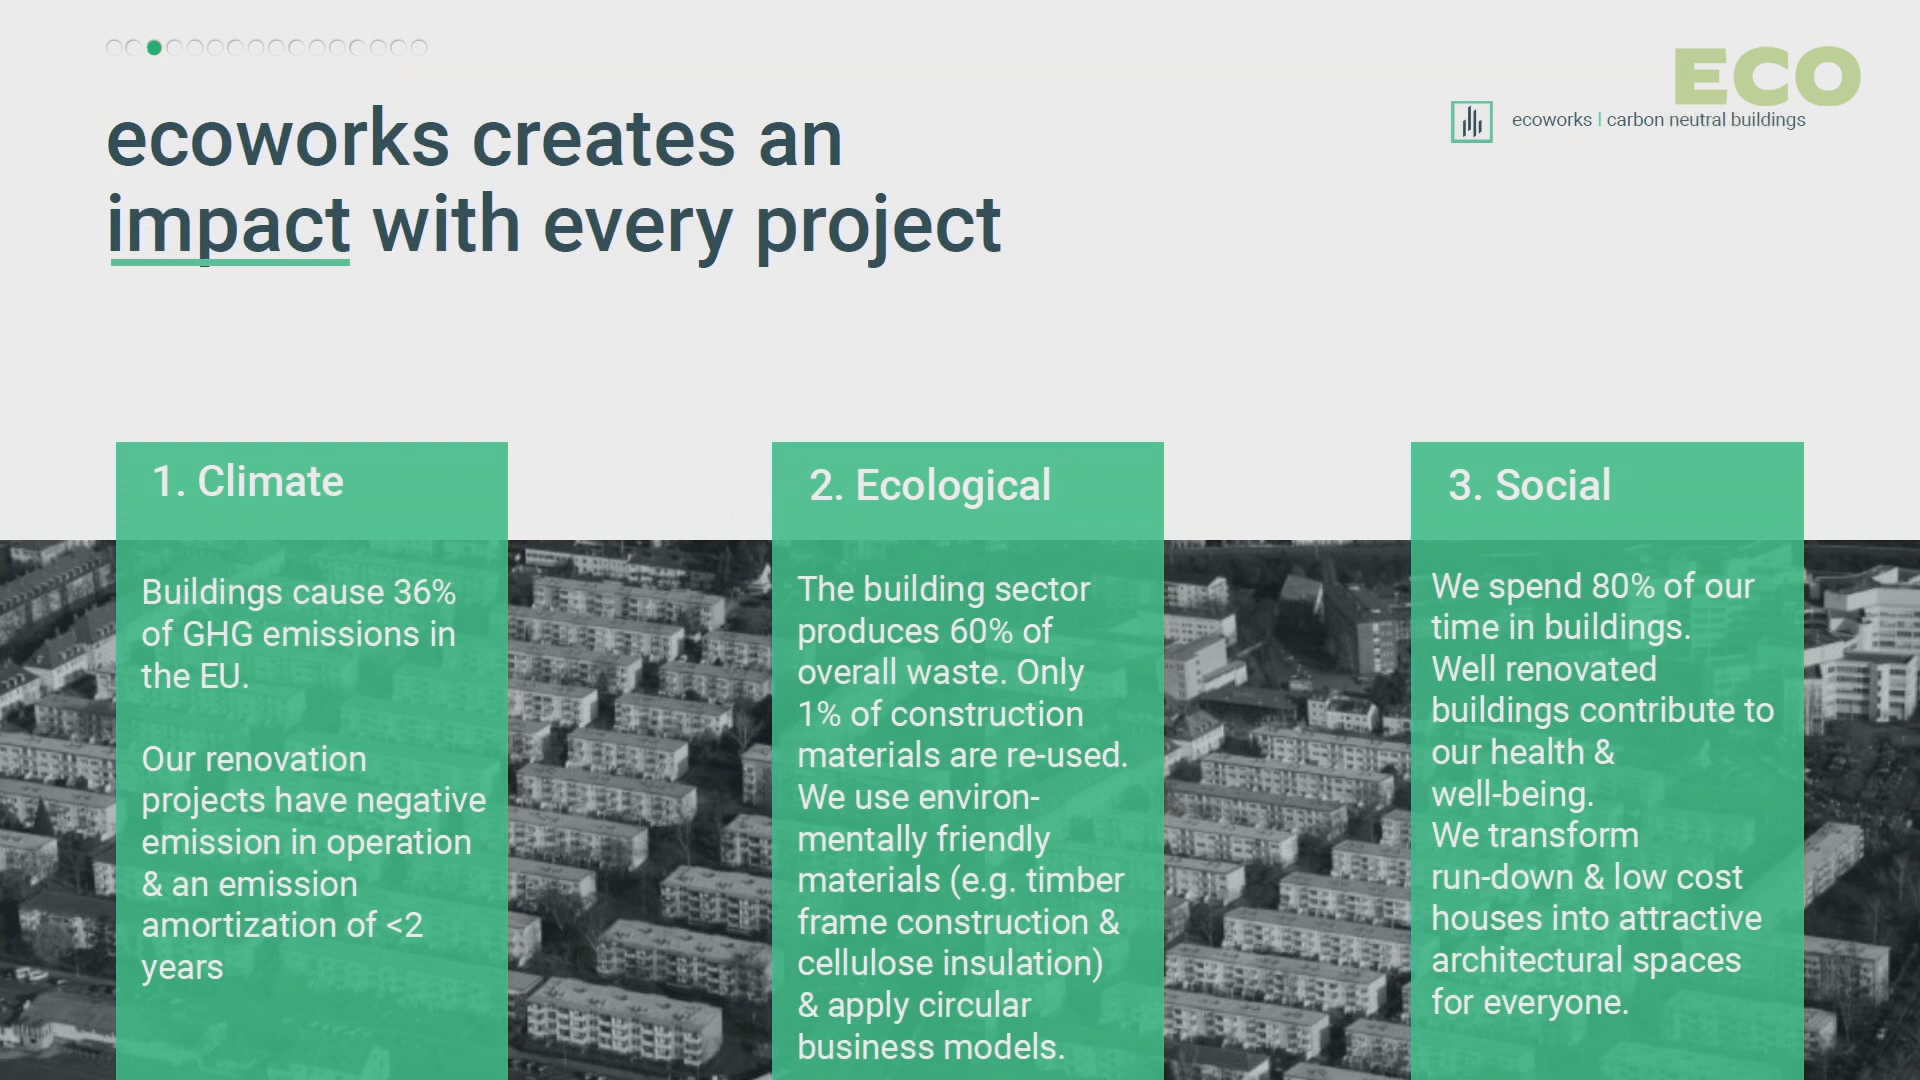 ECO
ecoworks | carbon neutral buildings
ecoworks creates an
impact with every project
1. Climate
Buildings cause 36%
of GHG emissions in
the EU.
Our renovation
projects have negative
emission in operation
& an emission
amortization of <2
years
2. Ecological
The building sector
produces 60% of
overall waste. Only
1% of construction
materials are re-used.
We use environ-
mentally friendly
materials (e.g. timber
frame construction &
cellulose insulation)
& apply circular
business models.
3. Social
We spend 80% of our
time in buildings.
Well renovated
buildings contribute to
our health &
well-being.
We transform
run-down & low cost
houses into attractive
architectural spaces
for everyone.